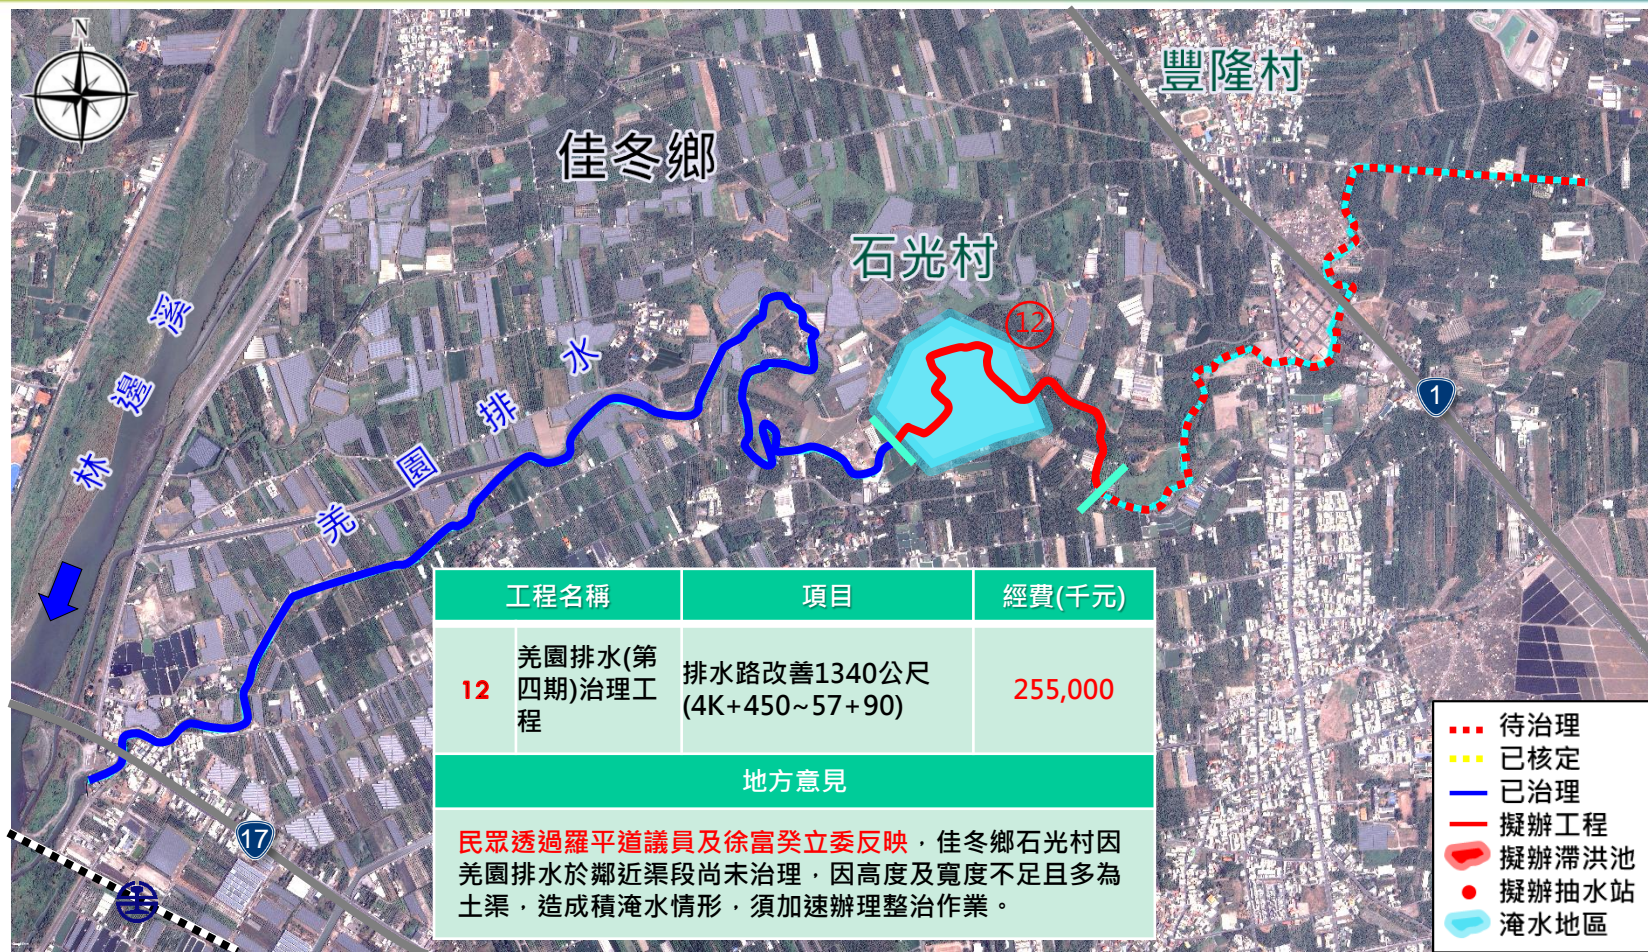 N
豐隆村
佳冬鄉
石光村
12
林邊溪
羌園排水
1
17
工程名稱 項目 經費(千元)
12 羌園排水(第四期)治理工程 排水路改善1340公尺(4K+450~57+90) 255,000
地方意見
民眾透過羅平道議員及徐富癸立委反映，佳冬鄉石光村因
羌園排水於鄰近渠段尚未治理，因高度及寬度不足且多為
土渠，造成積淹水情形，須加速辦理整治作業。
待治理
已核定
已治理
擬辦工程
擬辦滯洪池
擬辦抽水站
淹水地區